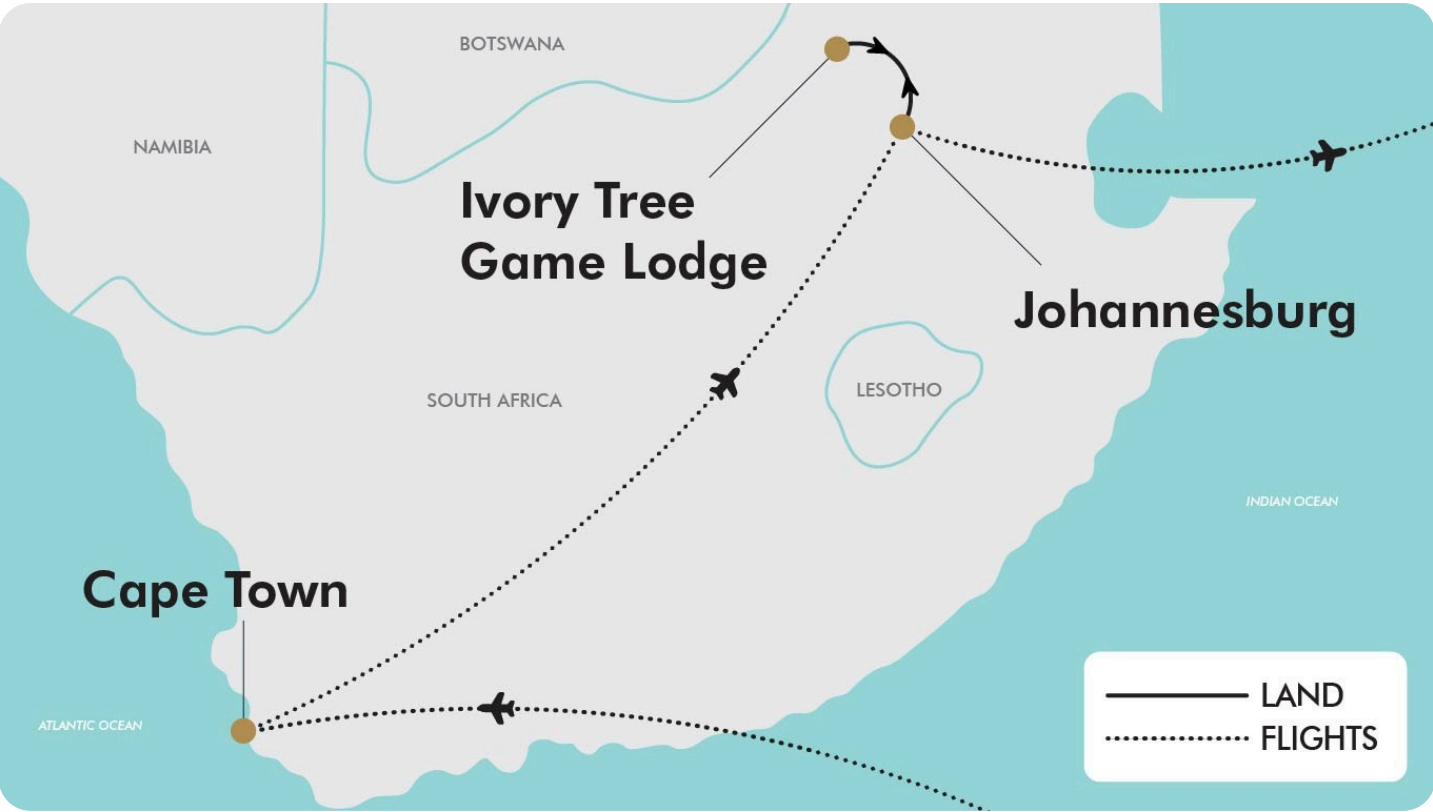 BOTSWANA
NAMIBIA
Ivory Tree
Game Lodge
Johannesburg
SOUTH AFRICA
LESOTHO
INDIAN OCEAN
Cape Town
ATLANTIC OCEAN
LAND
FLIGHTS